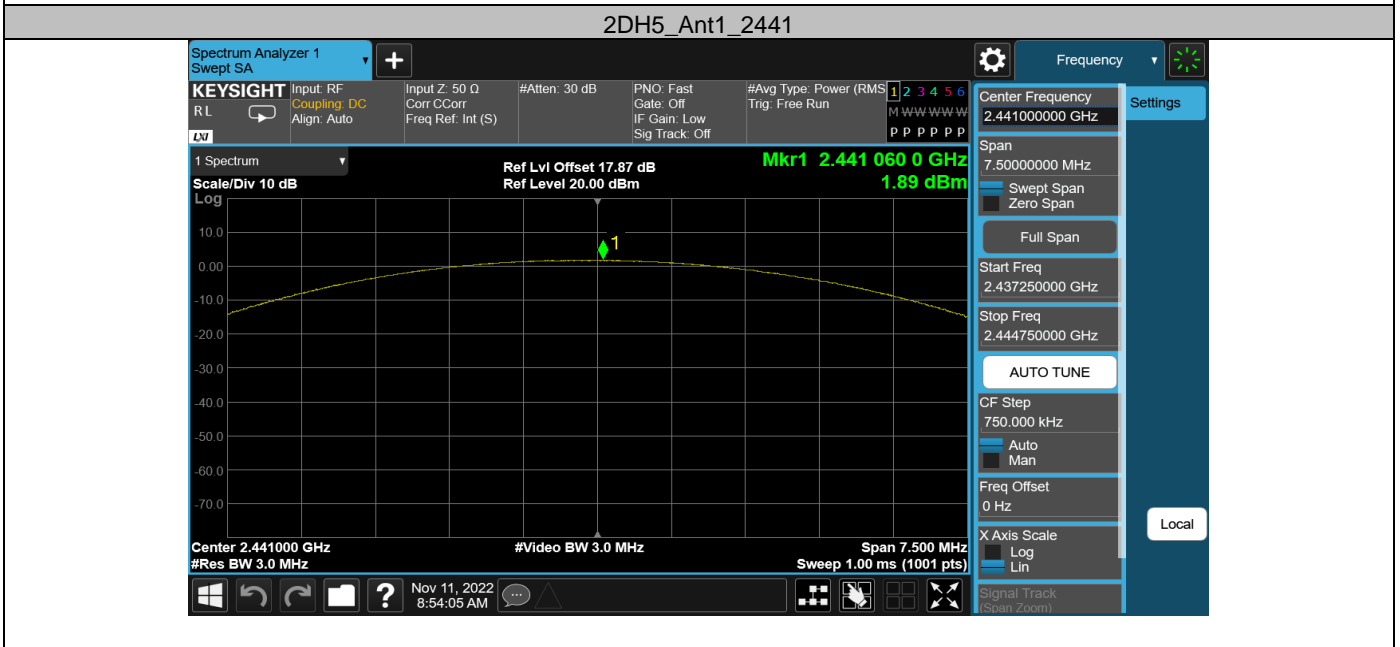 2DH5_Ant1_2441
Spectrum Analyzer 1
Swept SA
+
Frequency
KEYSIGHT
R L
LXI
Input: RF
Coupling: DC
Align: Auto
Input Z: 50 Ω
Corr CCorr
Freq Ref: Int (S)
#Atten: 30 dB
PNO: Fast
Gate: Off
IF Gain: Low
Sig Track: Off
#Avg Type: Power (RMS
Trig: Free Run
1 2 3 4 5 6
M W W W W W
P P P P P P
1 Spectrum
Scale/Div 10 dB
Log
Ref Lvl Offset 17.87 dB
Ref Level 20.00 dBm
Mkr1 2.441 060 0 GHz
1.89 dBm
1
10.0
0.00
-10.0
-20.0
-30.0
-40.0
-50.0
-60.0
-70.0
Center 2.441000 GHz
#Res BW 3.0 MHz
#Video BW 3.0 MHz
Span 7.500 MHz
Sweep 1.00 ms (1001 pts)
Center Frequency
2.441000000 GHz
Settings
Span
7.50000000 MHz
Swept Span
Zero Span
Full Span
Start Freq
2.437250000 GHz
Stop Freq
2.444750000 GHz
AUTO TUNE
CF Step
750.000 kHz
Auto
Man
Freq Offset
0 Hz
X Axis Scale
Log
Lin
Local
Signal Track
(Span Zoom)
?
Nov 11, 2022
8:54:05 AM